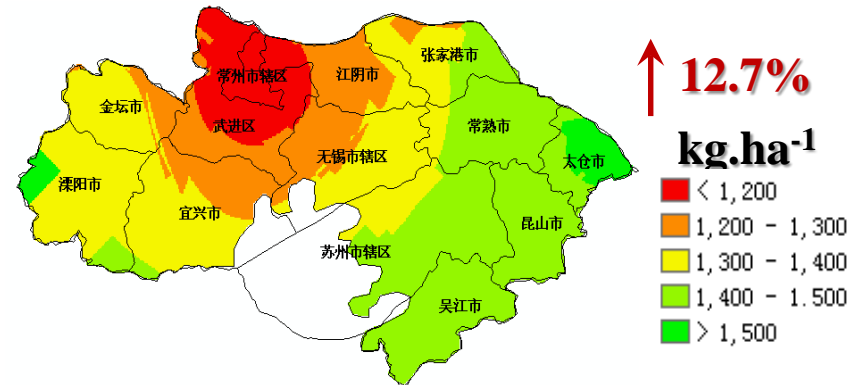 常州市辖区
江阴市
张家港市
金坛市
武进区
常熟市
无锡市辖区
太仓市
溧阳市
宜兴市
苏州市辖区
昆山市
吴江市
12.7%
kg.ha-1
< 1,200
1,200 - 1,300
1,300 - 1,400
1,400 - 1.500
> 1,500